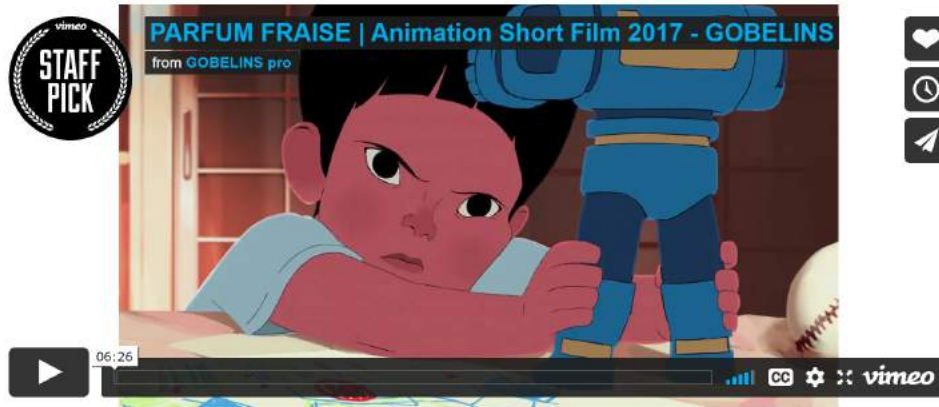 vimeo
STAFF
PICK
PARFUM FRAISE | Animation Short Film 2017 - GOBELINS
from GOBELINS pro
06:26
CC
vimeo